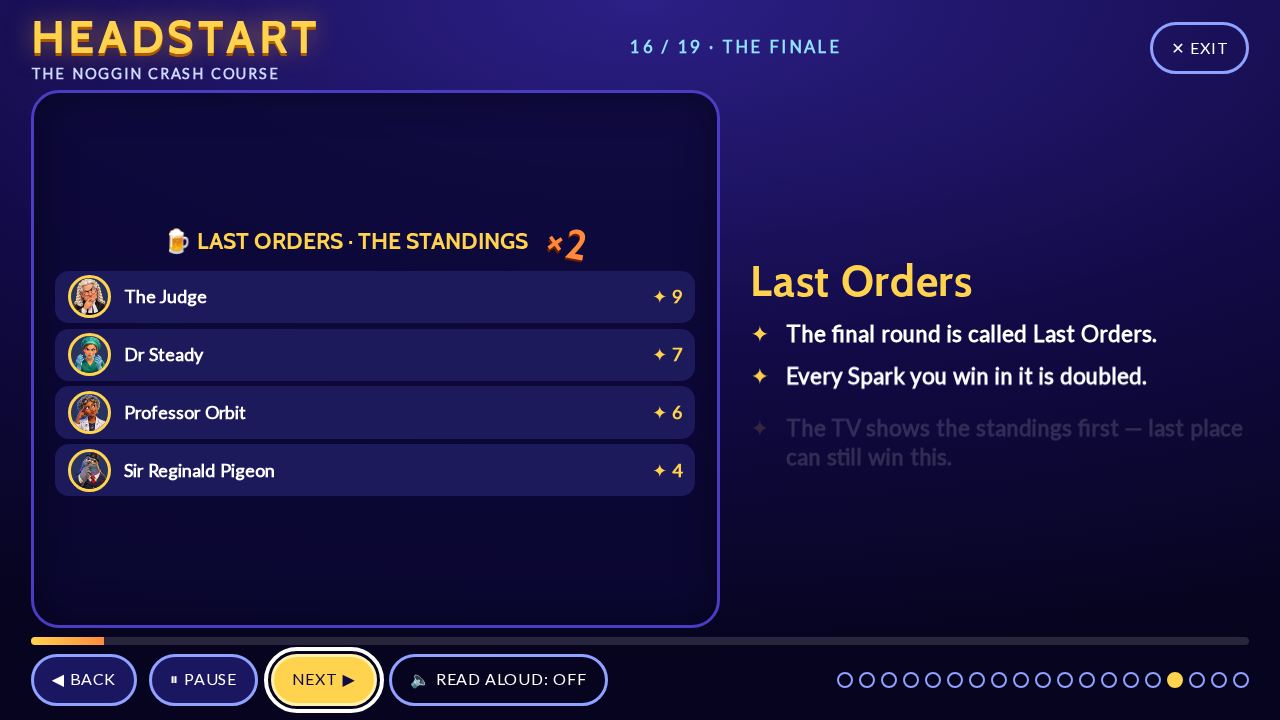 HEADSTART
THE NOGGIN CRASH COURSE
16 / 19 · THE FINALE
✕ EXIT
🍺 LAST ORDERS · THE STANDINGS ×2
The Judge ✦ 9
Dr Steady ✦ 7
Professor Orbit ✦ 6
Sir Reginald Pigeon ✦ 4
Last Orders
✦ The final round is called Last Orders.
✦ Every Spark you win in it is doubled.
✦ The TV shows the standings first — last place
can still win this.
◀ BACK
⏸ PAUSE
NEXT ▶
🔈 READ ALOUD: OFF